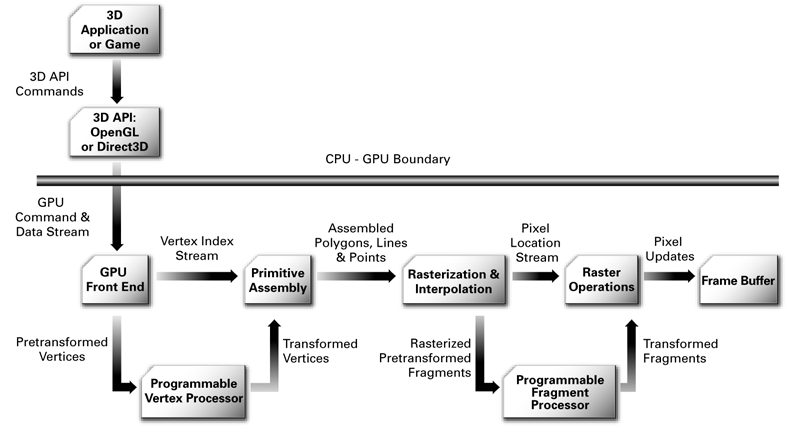 3D
Application
or Game
3D API
Commands
3D API:
OpenGL
or Direct3D
CPU - GPU Boundary
GPU
Command &
Data Stream
Vertex Index
Stream
Assembled
Polygons, Lines
& Points
Pixel
Location
Stream
Pixel
Updates
GPU
Front End
Primitive
Assembly
Rasterization &
Interpolation
Raster
Operations
Frame Buffer
Pretransformed
Vertices
Transformed
Vertices
Rasterized
Pretransformed
Fragments
Transformed
Fragments
Programmable
Vertex Processor
Programmable
Fragment
Processor